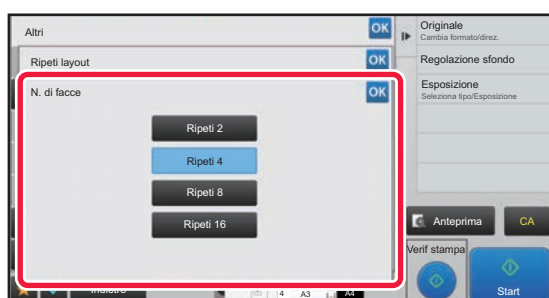 Altri
OK
Ripeti layout
OK
N. di facce
OK
Ripeti 2
Ripeti 4
Ripeti 8
Ripeti 16
Indietro
4
A3
A4
Originale
Cambia formato/direz.
Regolazione sfondo
Esposizione
Seleziona tipo/Esposizione
Anteprima
CA
Verif stampa
Start